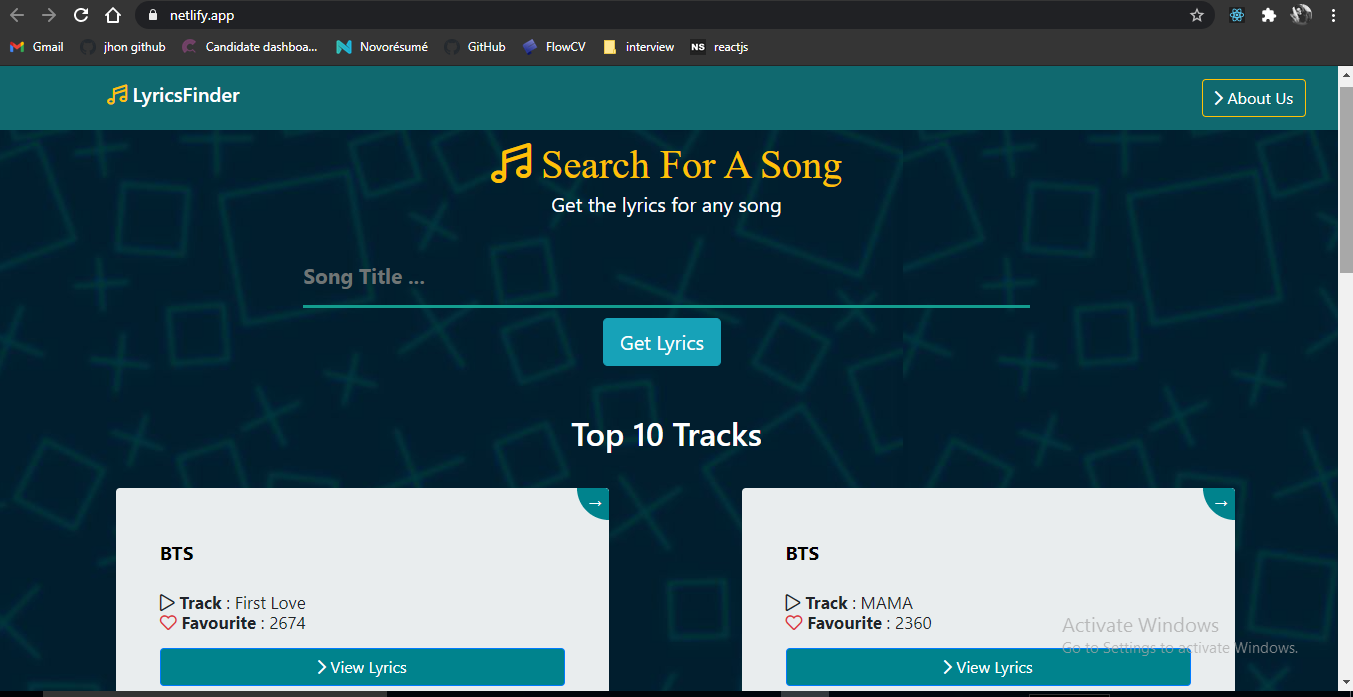 netlify.app
Gmail
jhon github
Candidate dashboa...
Novorésumé
GitHub
FlowCV
interview
NS reactjs
LyricsFinder
About Us
Search For A Song
Get the lyrics for any song
Song Title ...
Get Lyrics
Top 10 Tracks
→
BTS
Track : First Love
Favourite : 2674
View Lyrics
→
BTS
Track : MAMA
Favourite : 2360
View Lyrics
Activate Windows
Go to Settings to activate Windows.